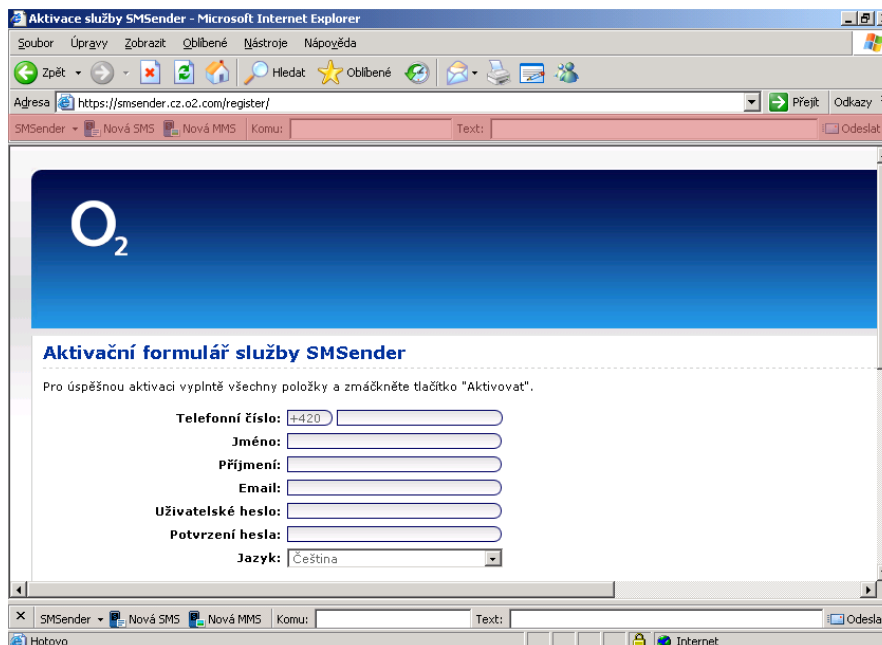 Aktivace služby SMSender - Microsoft Internet Explorer
Soubor Úpravy Zobrazit Oblíbené Nástroje Nápověda
Zpět Hledat Oblíbené
Adresa https://smsender.cz.o2.com/register/ Přejít Odkazy
SMSender Nová SMS Nová MMS Komu: Text: Odeslat
O2
Aktivační formulář služby SMSender
Pro úspěšnou aktivaci vyplntě všechny položky a zmáčkněte tlačítko "Aktivovat".
Telefonní číslo: +420
Jméno:
Příjmení:
Email:
Uživatelské heslo:
Potvrzení hesla:
Jazyk: Čeština
SMSender Nová SMS Nová MMS Komu: Text: Odesla
Hotovo Internet